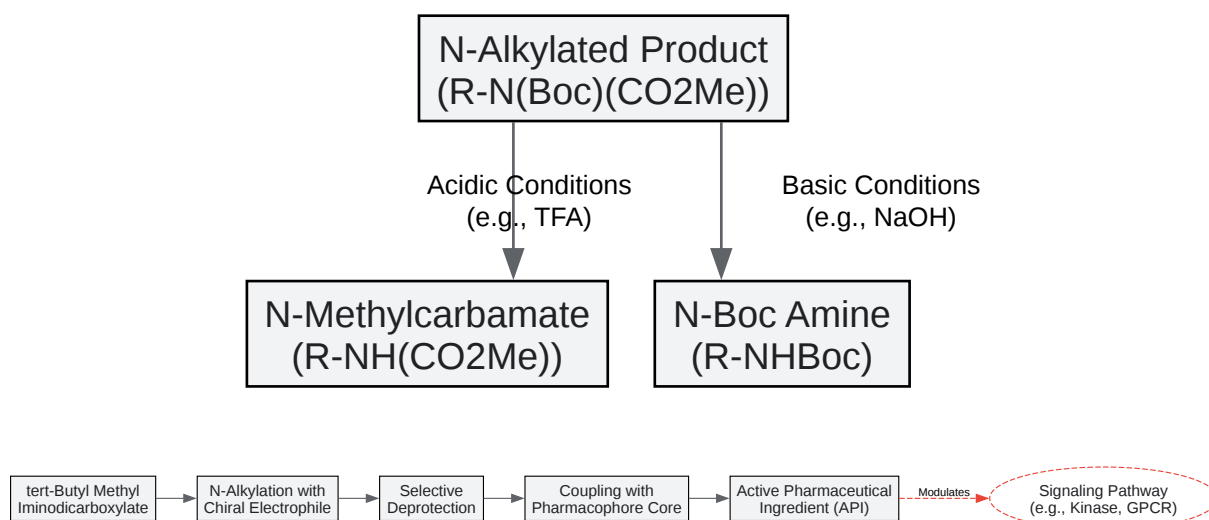 N-Alkylated Product
(R-N(Boc)(CO2Me))
Acidic Conditions
(e.g., TFA)
Basic Conditions
(e.g., NaOH)
N-Methylcarbamate
(R-NH(CO2Me))
N-Boc Amine
(R-NHBoc)
tert-Butyl Methyl
Iminodicarboxylate
N-Alkylation with
Chiral Electrophile
Selective
Deprotection
Coupling with
Pharmacophore Core
Active Pharmaceutical
Ingredient (API)
Modulates
Signaling Pathway
(e.g., Kinase, GPCR)